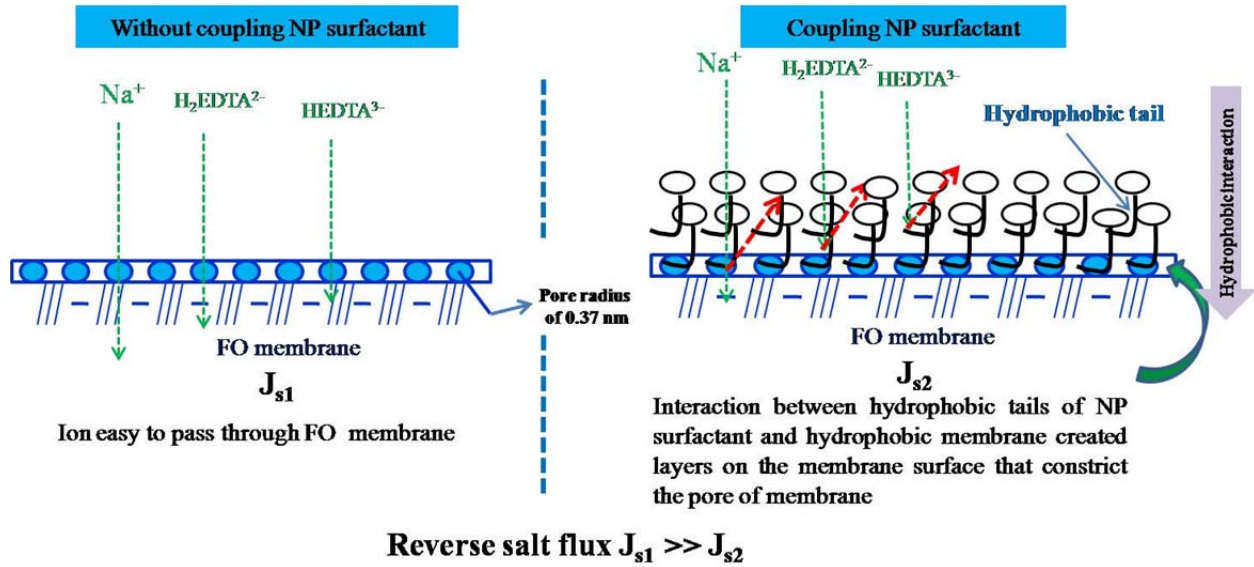 Without coupling NP surfactant
Na⁺
H₂EDTA²⁻
HEDTA³⁻
Pore radius
of 0.37 nm
FO membrane
Jₛ₁
Ion easy to pass through FO membrane
Coupling NP surfactant
Na⁺
H₂EDTA²⁻
HEDTA³⁻
Hydrophobic tail
Hydrophobic interaction
FO membrane
Jₛ₂
Interaction between hydrophobic tails of NP
surfactant and hydrophobic membrane created
layers on the membrane surface that constrict
the pore of membrane
Reverse salt flux Jₛ₁ >> Jₛ₂